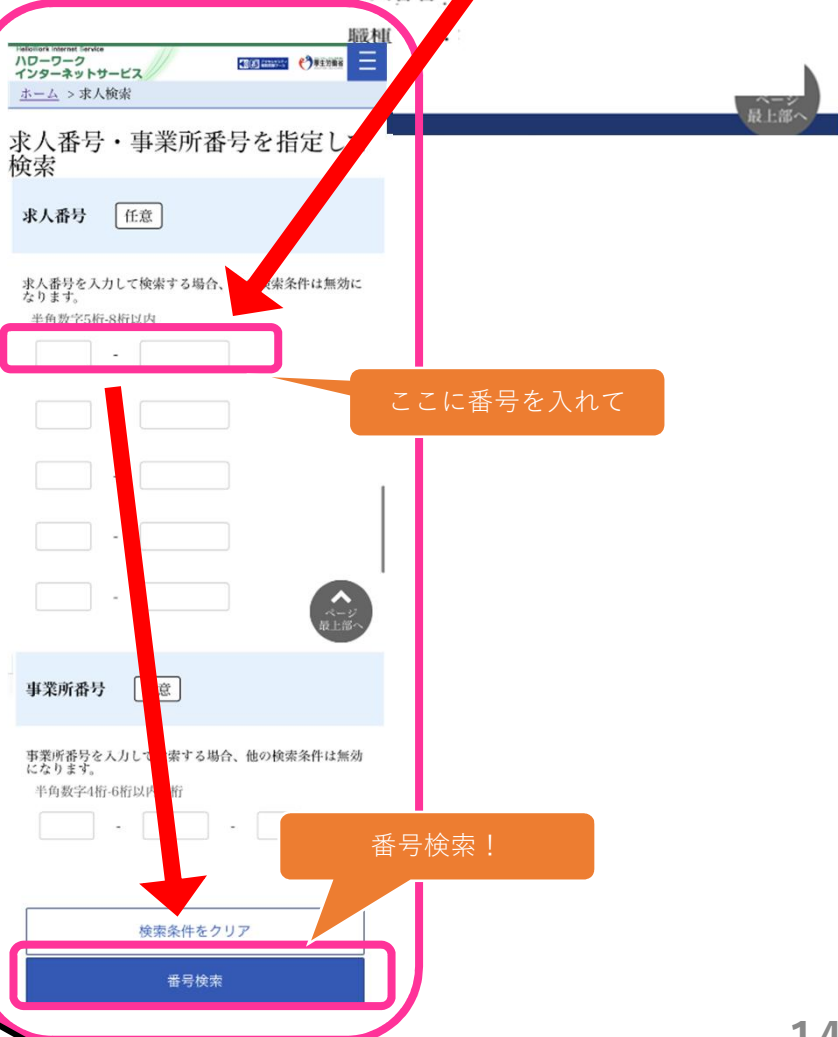 職種
HelloWork Internet Service
ハローワーク
インターネットサービス
厚生労働省
ホーム > 求人検索
ページ
最上部へ
求人番号・事業所番号を指定して
検索
求人番号 任意
求人番号を入力して検索する場合、
索条件は無効に
なります。
半角数字5桁-8桁以内
-
ここに番号を入れて
-
-
-
-
ページ
最上部へ
事業所番号 意
事業所番号を入力して
索する場合、他の検索条件は無効
になります。
半角数字4桁-6桁以内
桁
- -
番号検索！
検索条件をクリア
番号検索
14